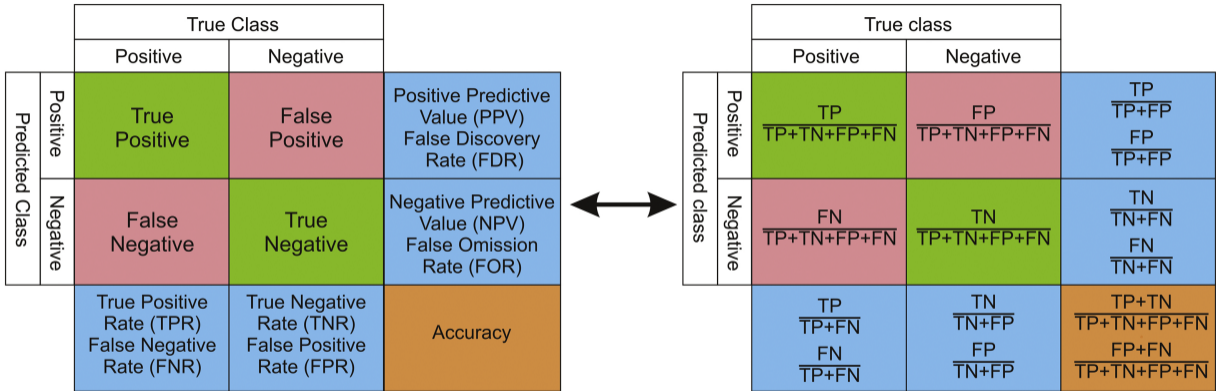 True Class
Positive
Negative
Predicted Class
Positive
True
Positive
False
Positive
Positive Predictive
Value (PPV)
False Discovery
Rate (FDR)
Negative
False
Negative
True
Negative
Negative Predictive
Value (NPV)
False Omission
Rate (FOR)
True Positive
Rate (TPR)
False Negative
Rate (FNR)
True Negative
Rate (TNR)
False Positive
Rate (FPR)
Accuracy
True class
Positive
Negative
Predicted class
Positive
TP
TP+TN+FP+FN
FP
TP+TN+FP+FN
TP
TP+FP
FP
TP+FP
Negative
FN
TP+TN+FP+FN
TN
TP+TN+FP+FN
TN
TN+FN
FN
TN+FN
TP
TP+FN
FN
TP+FN
TN
TN+FP
FP
TN+FP
TP+TN
TP+TN+FP+FN
FP+FN
TP+TN+FP+FN